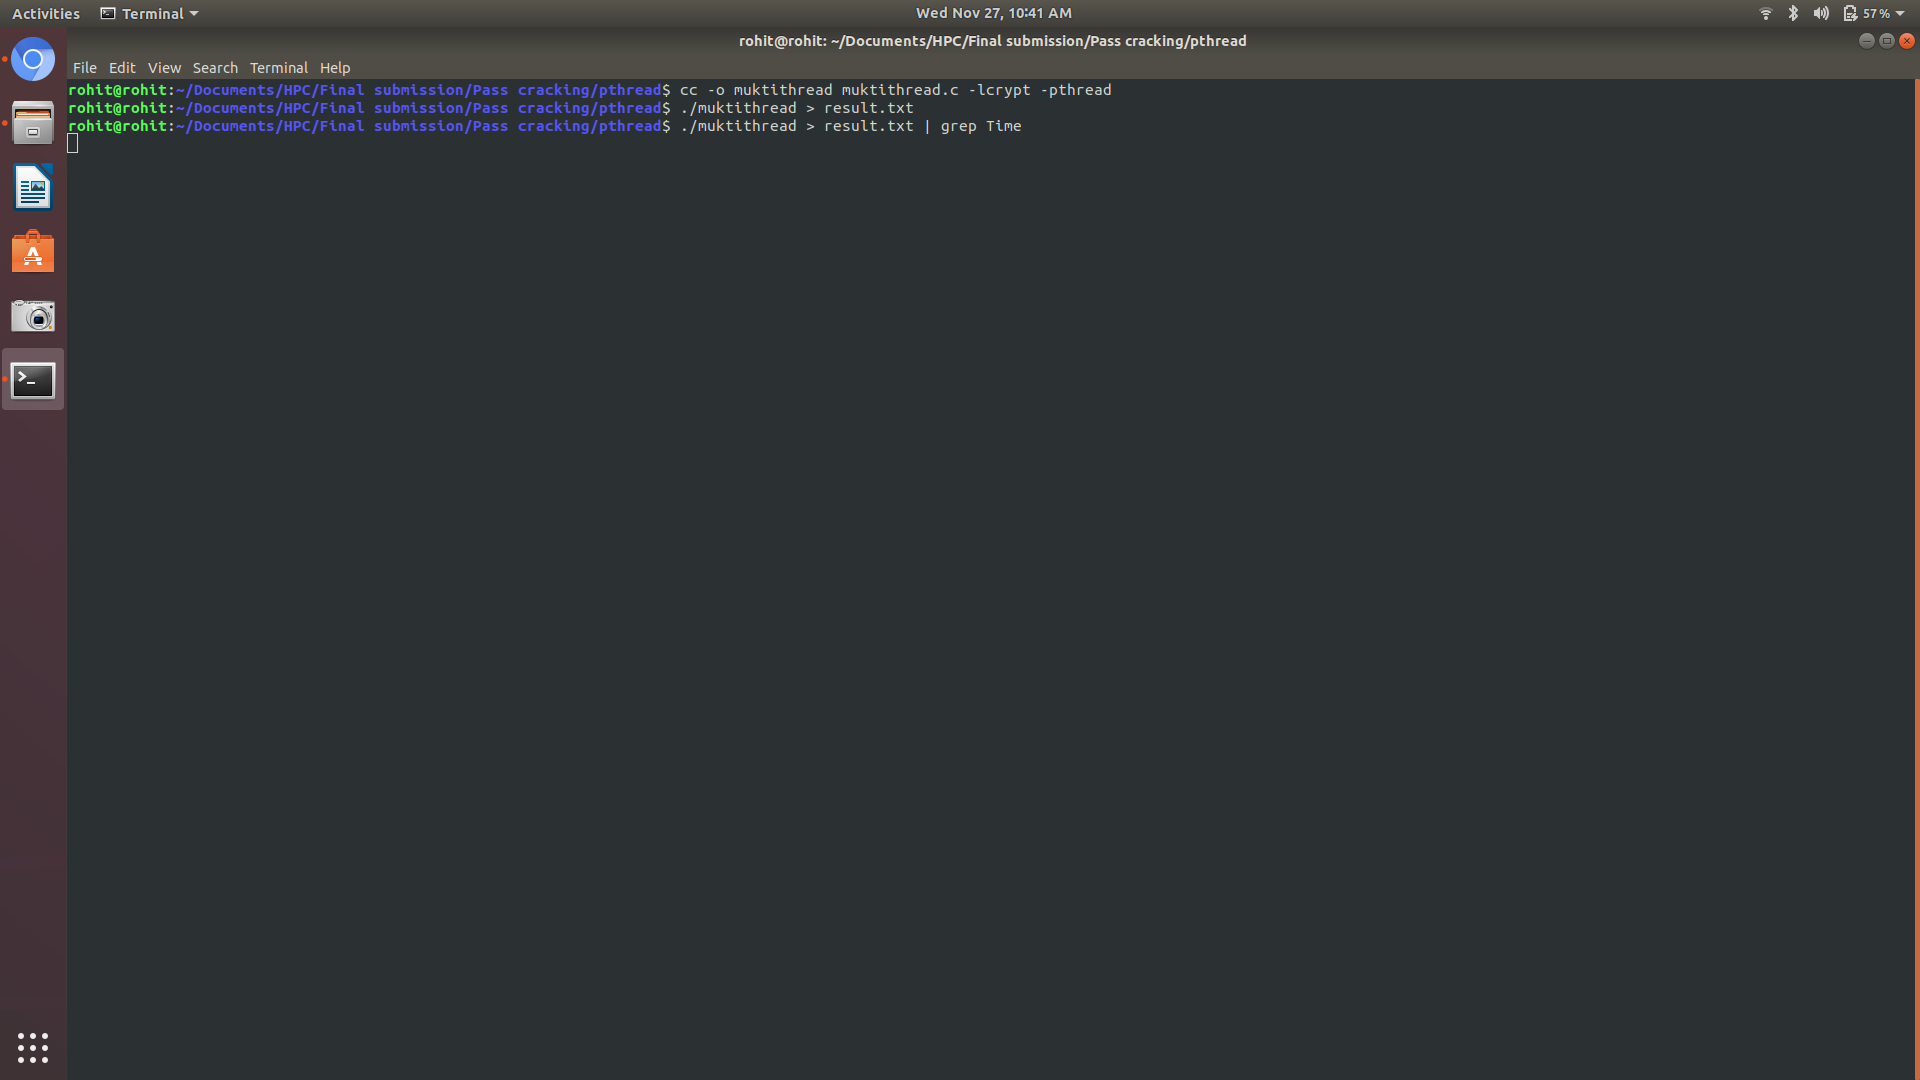 Activities Terminal Wed Nov 27, 10:41 AM 57%
rohit@rohit: ~/Documents/HPC/Final submission/Pass cracking/pthread
File Edit View Search Terminal Help
rohit@rohit:~/Documents/HPC/Final submission/Pass cracking/pthread$ cc -o muktithread muktithread.c -lcrypt -pthread
rohit@rohit:~/Documents/HPC/Final submission/Pass cracking/pthread$ ./muktithread > result.txt
rohit@rohit:~/Documents/HPC/Final submission/Pass cracking/pthread$ ./muktithread > result.txt | grep Time